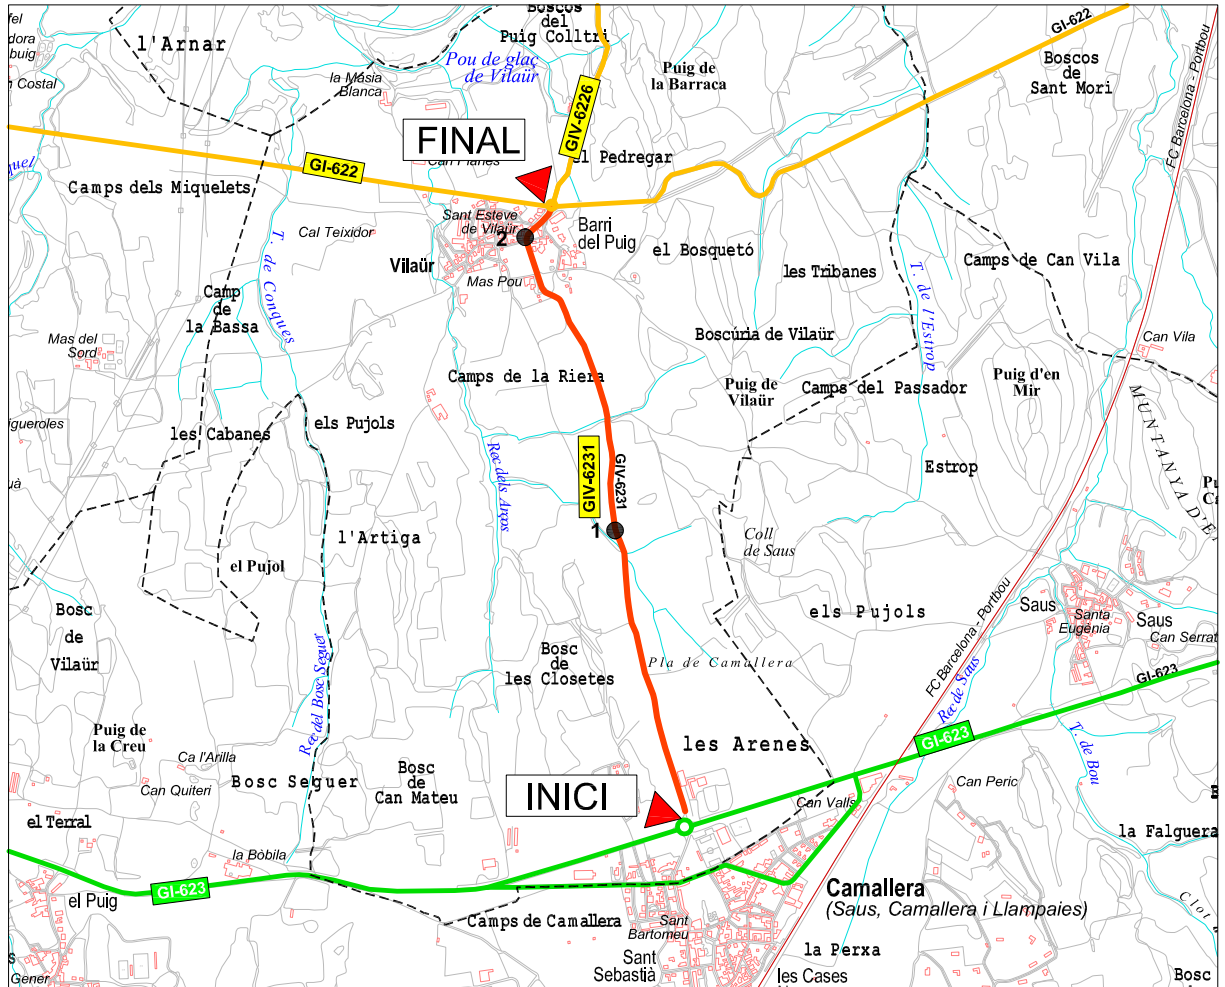 Boscos
del
Puig Colltri
GI-622
l'Arnar
dora
buig
Costal
Pou de glaç
de Vilaür
la Masia
Blanca
Puig de
la Barraca
Boscos
de
Sant Mori
FC Barcelona - Portbou
GIV-6226
FINAL
Can Planes
el Pedregar
GI-622
Camps dels Miquelets
Sant Esteve
de Vilaür
Barri
del Puig
2
Cal Teixidor
Vilaür
Mas Pou
el Bosquetó
les Tribanes
Camps de Can Vila
T. de Conques
T. de l'Estrop
Camp
de
la Bassa
Mas del
Sord
Boscúria de Vilaür
Can Vila
Camps de la Riera
Puig de
Vilaür
Camps del Passador
Puig d'en
Mir
igueroles
les Cabanes
els Pujols
MUNTANYA D'E
Rec dels Arços
GIV-6231
GIV-6231
Estrop
1
l'Artiga
Coll
de Saus
el Pujol
Bosc
de
Vilaür
els Pujols
Saus
Santa
Eugènia
Saus
Can Serrat
FC Barcelona - Portbou
Rec del Bosc Seguer
Bosc
de
les Closetes
Pla de Camallera
Rec de Saus
GI-623
Puig de
la Creu
Ca l'Arilla
Can Quiteri
Bosc Seguer
Bosc
de
Can Mateu
les Arenes
GI-623
T. de Bou
INICI
Can Valls
Can Peric
el Terral
la Falguera
la Bòbila
GI-623
el Puig
Camps de Camallera
Camallera
(Saus, Camallera i Llampaies)
Clot
Sant
Bartomeu
Sant
Sebastià
la Perxa
les Cases
Gener
Bosc